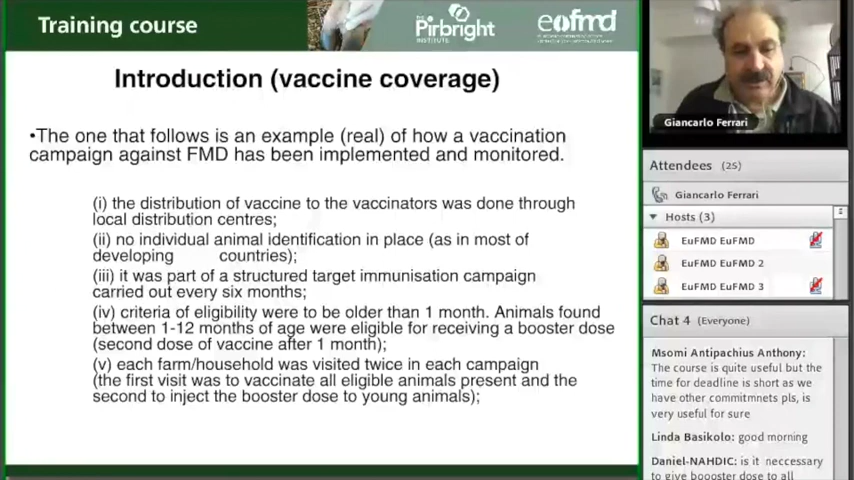 Training course
The Pirbright
INSTITUTE
eofmd
Introduction (vaccine coverage)
•The one that follows is an example (real) of how a vaccination
campaign against FMD has been implemented and monitored.
(i) the distribution of vaccine to the vaccinators was done through
local distribution centres;
(ii) no individual animal identification in place (as in most of
developing countries);
(iii) it was part of a structured target immunisation campaign
carried out every six months;
(iv) criteria of eligibility were to be older than 1 month. Animals found
between 1-12 months of age were eligible for receiving a booster dose
(second dose of vaccine after 1 month);
(v) each farm/household was visited twice in each campaign
(the first visit was to vaccinate all eligible animals present and the
second to inject the booster dose to young animals);
Giancarlo Ferrari
Attendees (25)
Giancarlo Ferrari
Hosts (3)
EuFMD EuFMD
EuFMD EuFMD 2
EuFMD EuFMD 3
Chat 4 (Everyone)
Msomi Antipachius Anthony:
The course is quite useful but the
time for deadline is short as we
have other commitmnets pls, is
very useful for sure
Linda Basikolo: good morning
Daniel-NAHDIC: is it neccessary
to give boooster dose to all